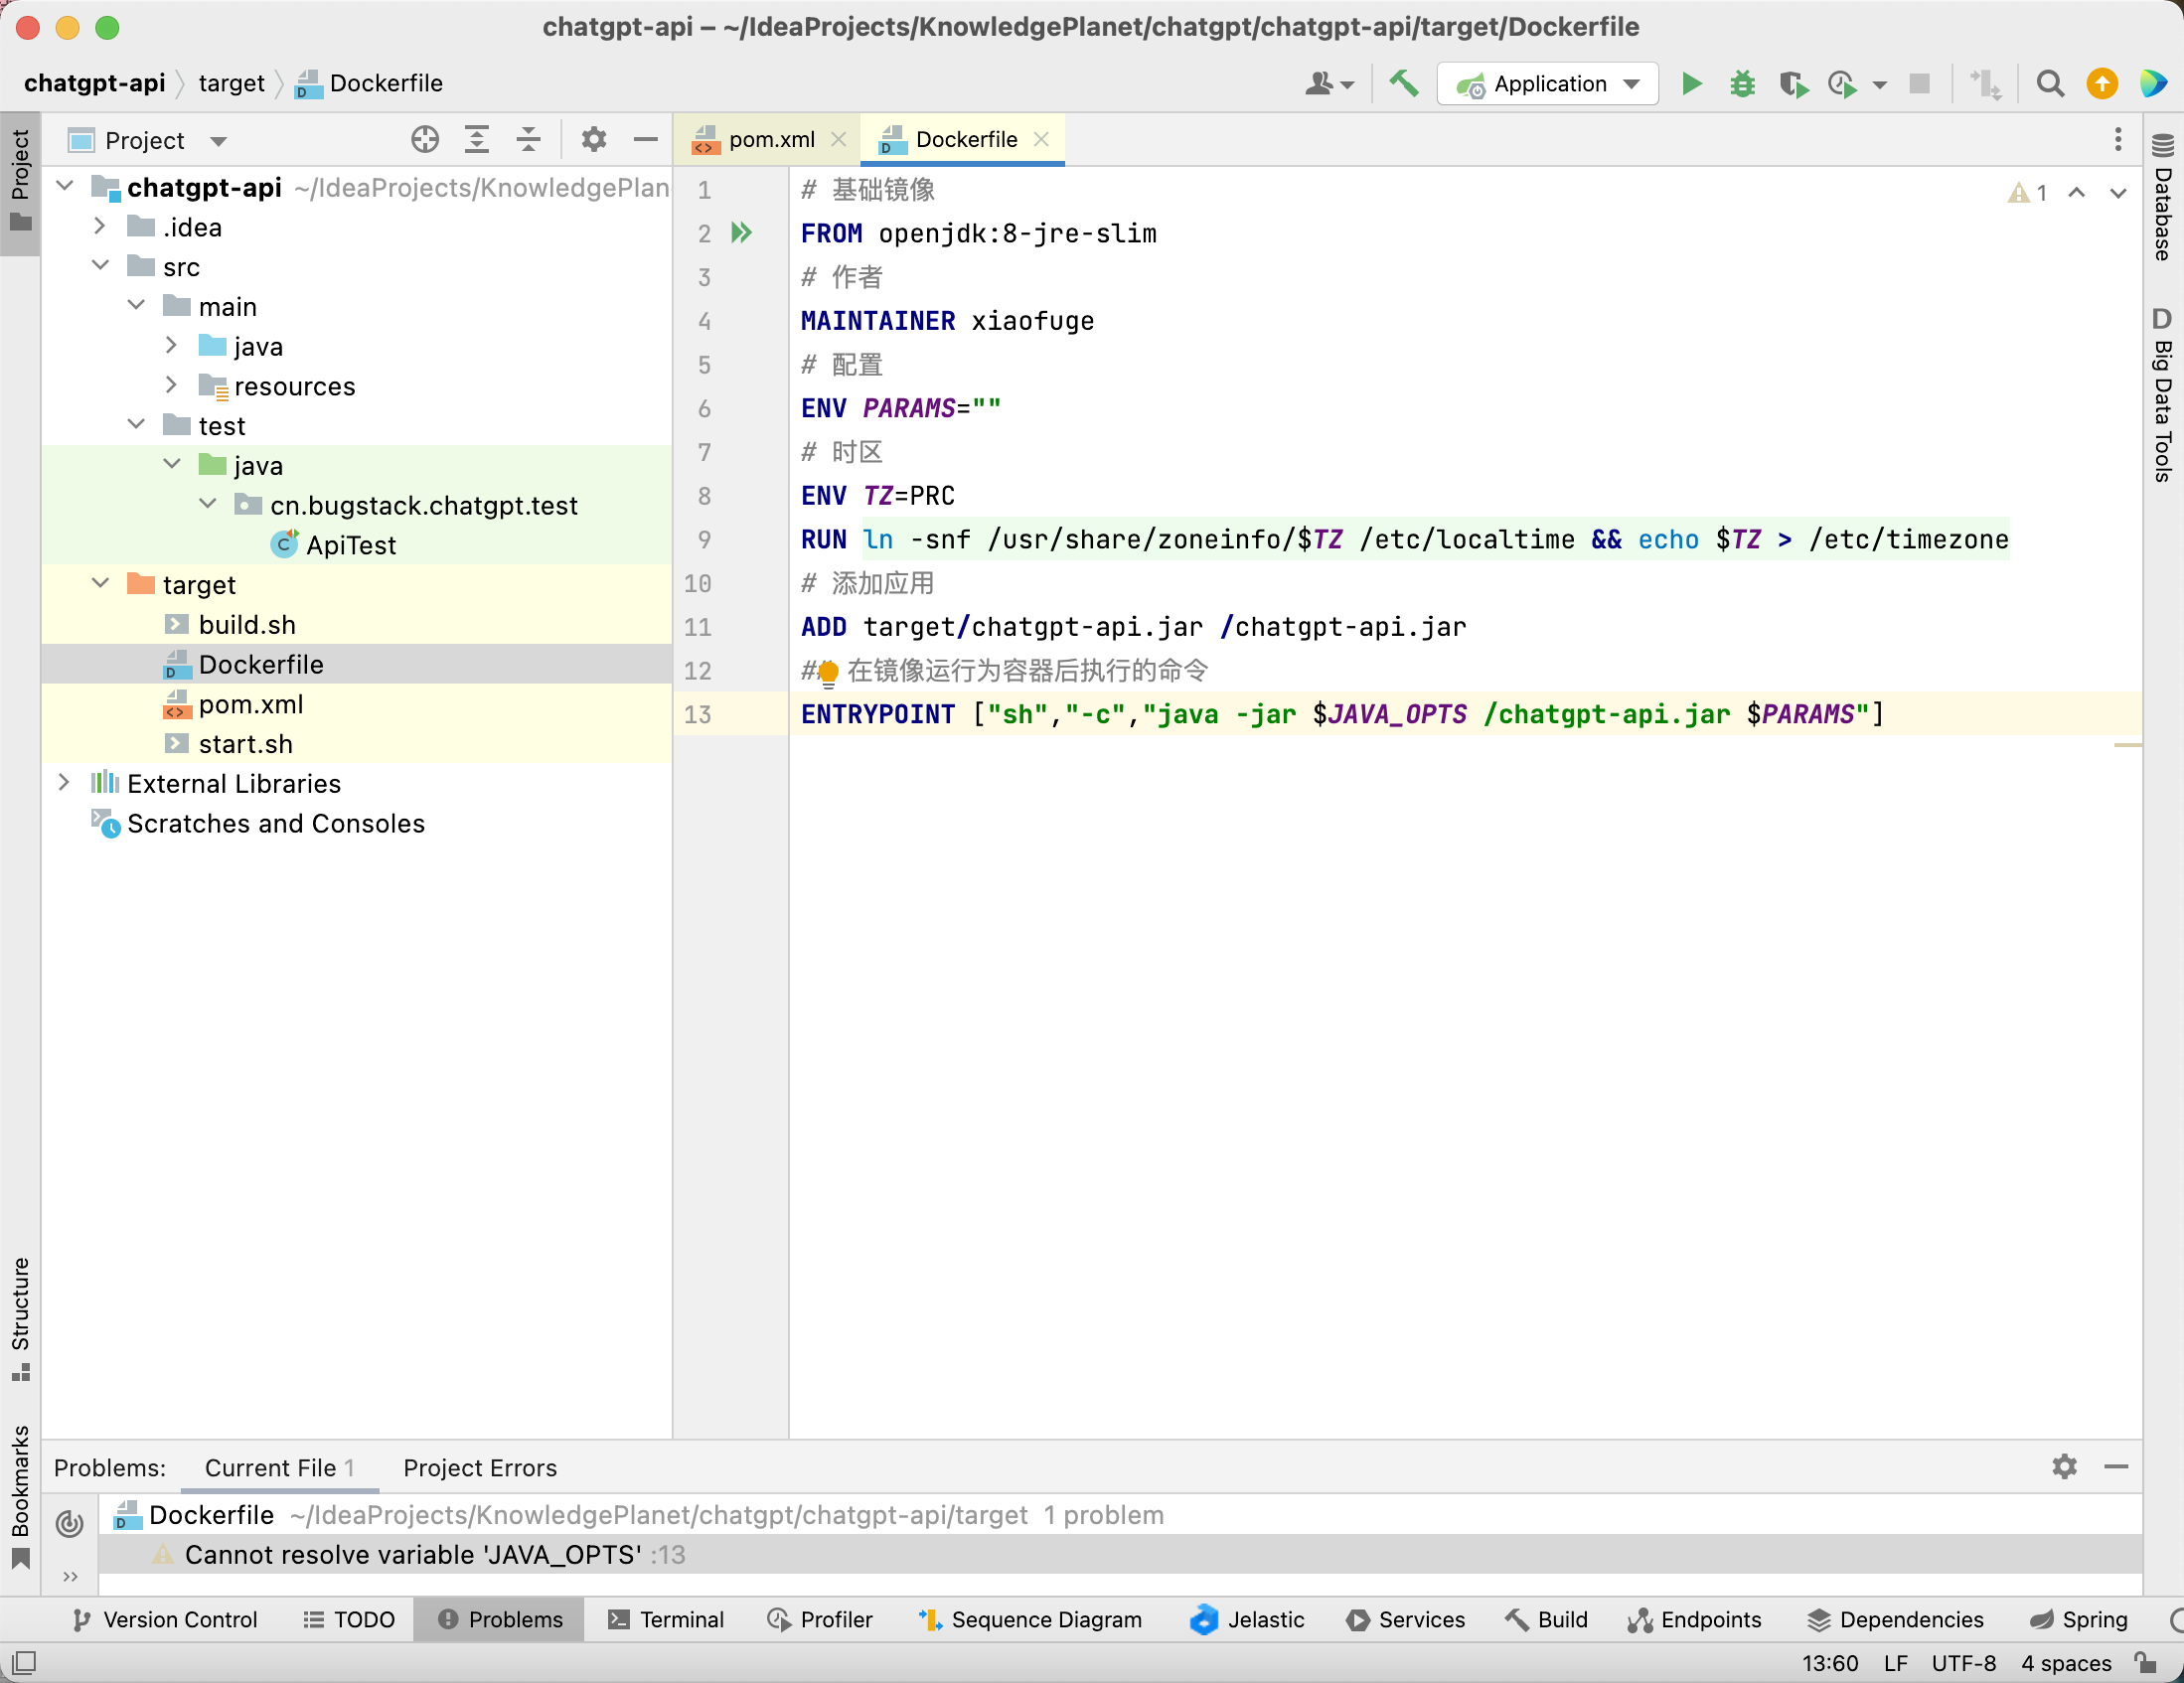 chatgpt-api – ~/IdeaProjects/KnowledgePlanet/chatgpt/chatgpt-api/target/Dockerfile
chatgpt-api target Dockerfile
Application
Project
Project
chatgpt-api ~/IdeaProjects/KnowledgePlan
.idea
src
main
java
resources
test
java
cn.bugstack.chatgpt.test
ApiTest
target
build.sh
Dockerfile
pom.xml
start.sh
External Libraries
Scratches and Consoles
Structure
Bookmarks
pom.xml Dockerfile
1 # 基础镜像
2 FROM openjdk:8-jre-slim
3 # 作者
4 MAINTAINER xiaofuge
5 # 配置
6 ENV PARAMS=""
7 # 时区
8 ENV TZ=PRC
9 RUN ln -snf /usr/share/zoneinfo/$TZ /etc/localtime && echo $TZ > /etc/timezone
10 # 添加应用
11 ADD target/chatgpt-api.jar /chatgpt-api.jar
12 ## 在镜像运行为容器后执行的命令
13 ENTRYPOINT ["sh","-c","java -jar $JAVA_OPTS /chatgpt-api.jar $PARAMS"]
1
Database
D Big Data Tools
Problems: Current File 1 Project Errors
Dockerfile ~/IdeaProjects/KnowledgePlanet/chatgpt/chatgpt-api/target 1 problem
Cannot resolve variable 'JAVA_OPTS' :13
Version Control TODO Problems Terminal Profiler Sequence Diagram Jelastic Services Build Endpoints Dependencies Spring
13:60 LF UTF-8 4 spaces